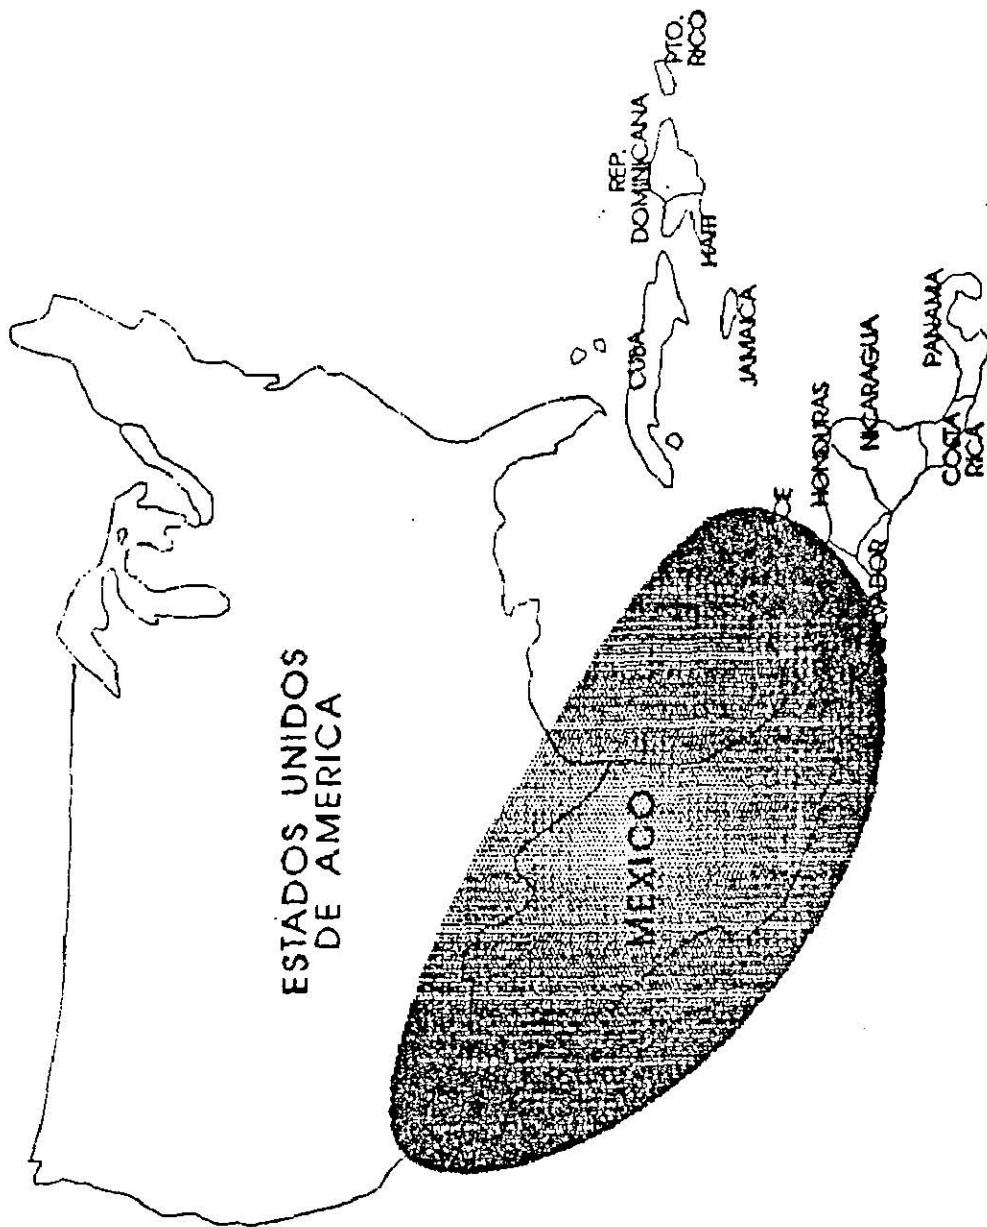 ESTADOS UNIDOS
DE AMERICA
MEXICO
CUBA
REP.
DOMINICANA
PTO.
RICO
HAITI
JAMAICA
HONDURAS
NICARAGUA
COSTA
RICA
PANAMA